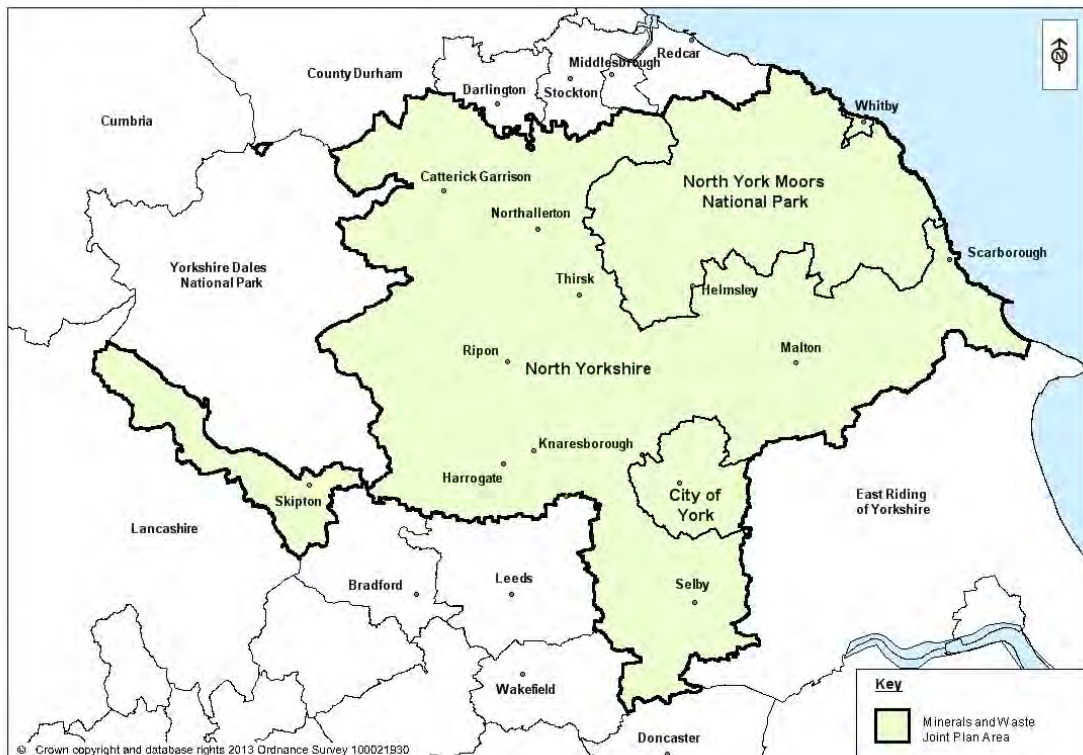 Redcar
Middlesbrough
County Durham
Stockton
Darlington
Cumbria
Whitby
Catterick Garrison
North York Moors
National Park
Northallerton
Scarborough
Yorkshire Dales
National Park
Thirsk
Helmsley
Ripon
North Yorkshire
Malton
Knaresborough
Harrogate
City of
York
Skipton
East Riding
of Yorkshire
Lancashire
Bradford
Leeds
Selby
Wakefield
Key
Minerals and Waste
Joint Plan Area
Doncaster
© Crown copyright and database rights 2013 Ordnance Survey 100021930
N